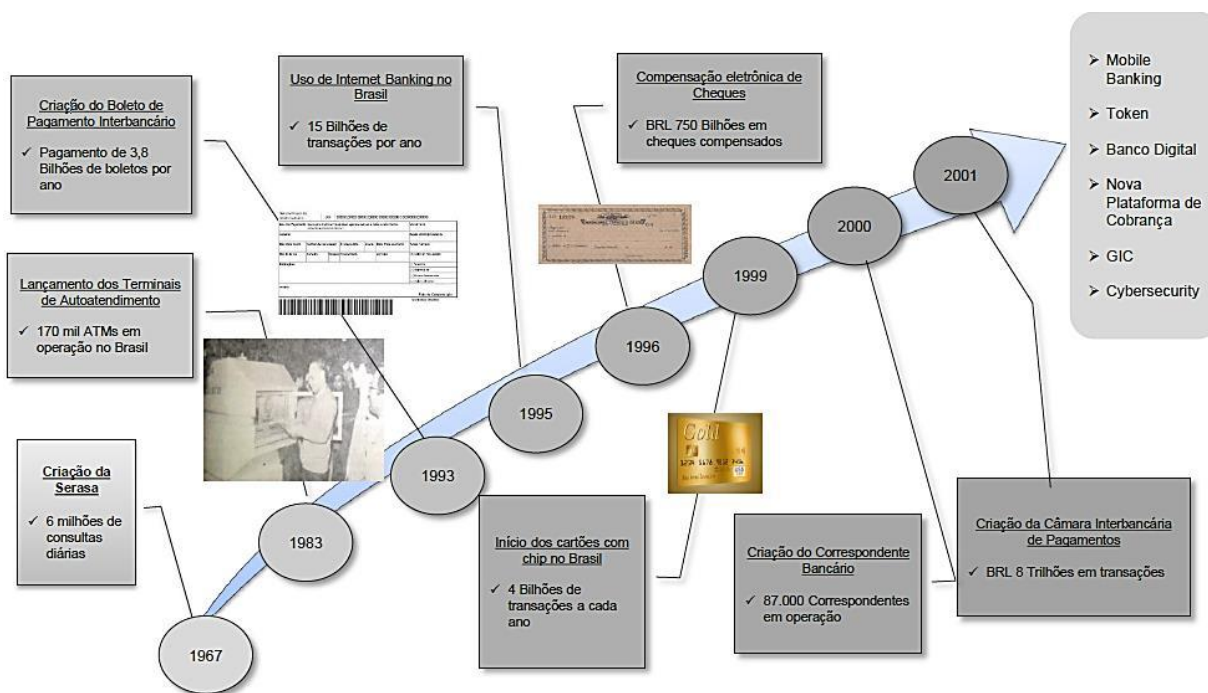 Criação do Boleto de
Pagamento Interbancário
✓ Pagamento de 3,8
Bilhões de boletos por
ano
Uso de Internet Banking no
Brasil
✓ 15 Bilhões de
transações por ano
Compensação eletrônica de
Cheques
✓ BRL 750 Bilhões em
cheques compensados
➢ Mobile
Banking
➢ Token
➢ Banco Digital
➢ Nova
Plataforma de
Cobrança
➢ GIC
➢ Cybersecurity
Lançamento dos Terminais
de Autoatendimento
✓ 170 mil ATMs em
operação no Brasil
Criação da
Serasa
✓ 6 milhões de
consultas
diárias
1967
1983
1993
1995
1996
1999
2000
2001
Gold
Início dos cartões com
chip no Brasil
✓ 4 Bilhões de
transações a cada
ano
Criação do Correspondente
Bancário
✓ 87.000 Correspondentes
em operação
Criação da Câmara Interbancária
de Pagamentos
✓ BRL 8 Trilhões em transações